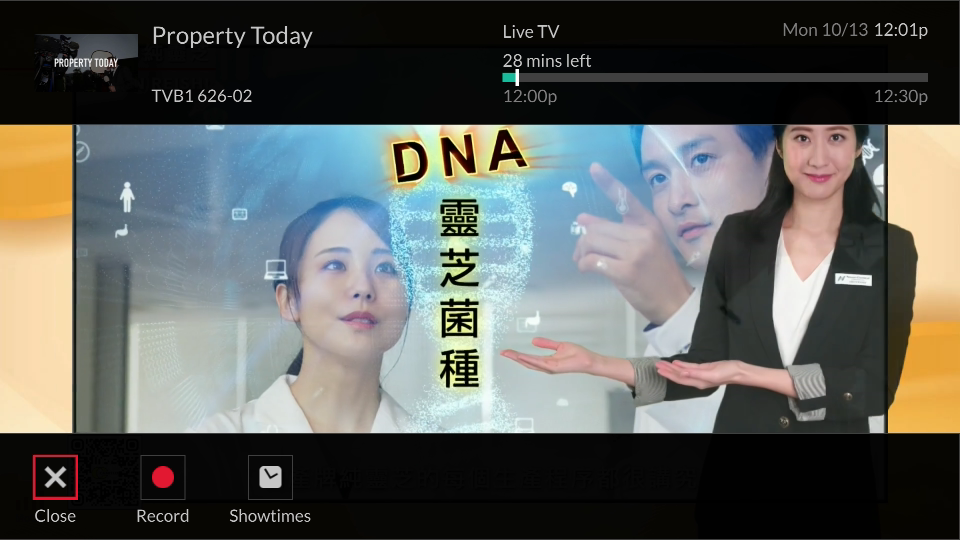 Property Today
PROPERTY TODAY
TVB1 626-02
Live TV
Mon 10/13 12:01p
28 mins left
12:00p
12:30p
DNA
靈
芝
菌
種
Close
Record
Showtimes